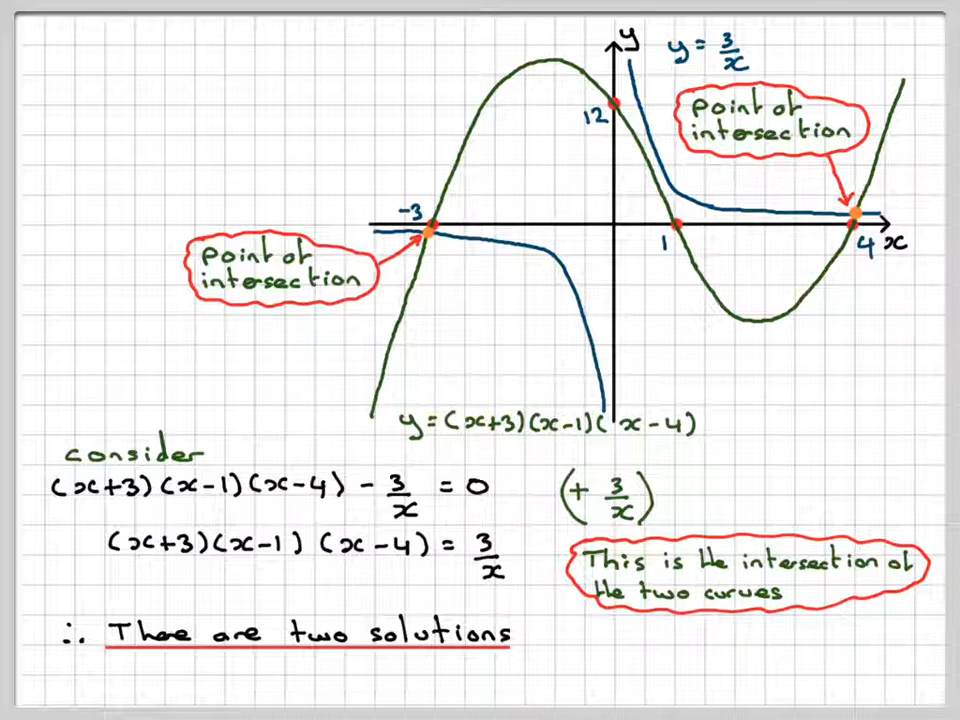 y
y = 3/x
point of
intersection
12
-3
1
4
x
point of
intersection
y = (x+3)(x-1)(x-4)
consider
(x+3)(x-1)(x-4) - 3/x = 0
(+ 3/x)
(x+3)(x-1)(x-4) = 3/x
This is the intersection of
the two curves
∴ There are two solutions